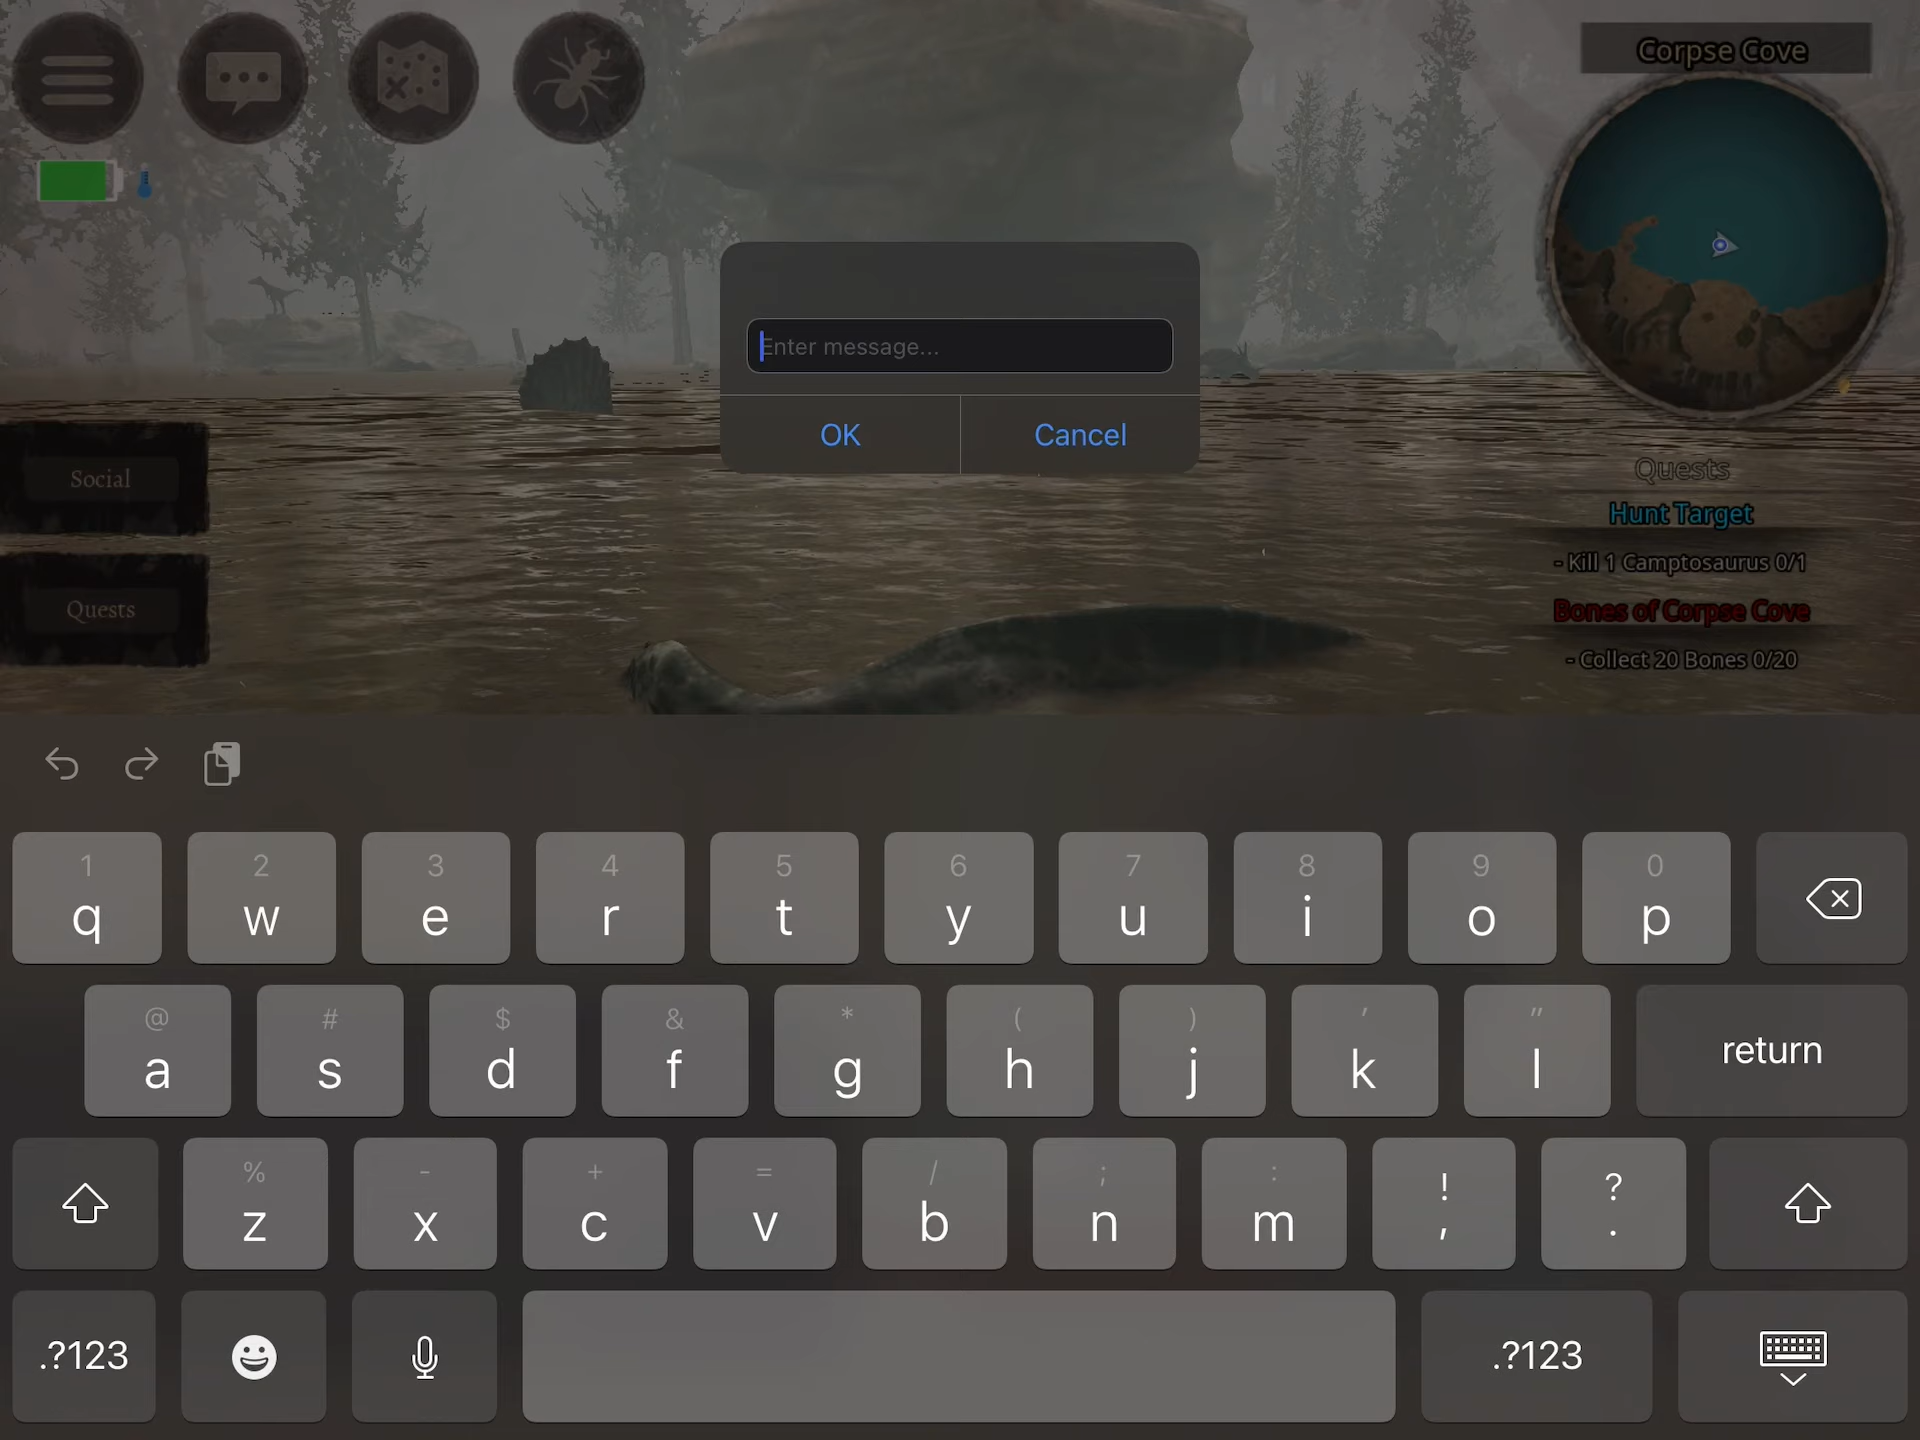 Corpse Cove
Enter message...
OK
Cancel
Social
Quests
Quests
Hunt Target
- Kill 1 Camptosaurus 0/1
Bones of Corpse Cove
- Collect 20 Bones 0/20
1 2 3 4 5 6 7 8 9 0
q w e r t y u i o p
@ # $ & * ( ) ' "
a s d f g h j k l return
% - + = / ; : ! ?
z x c v b n m , .
.?123 .?123